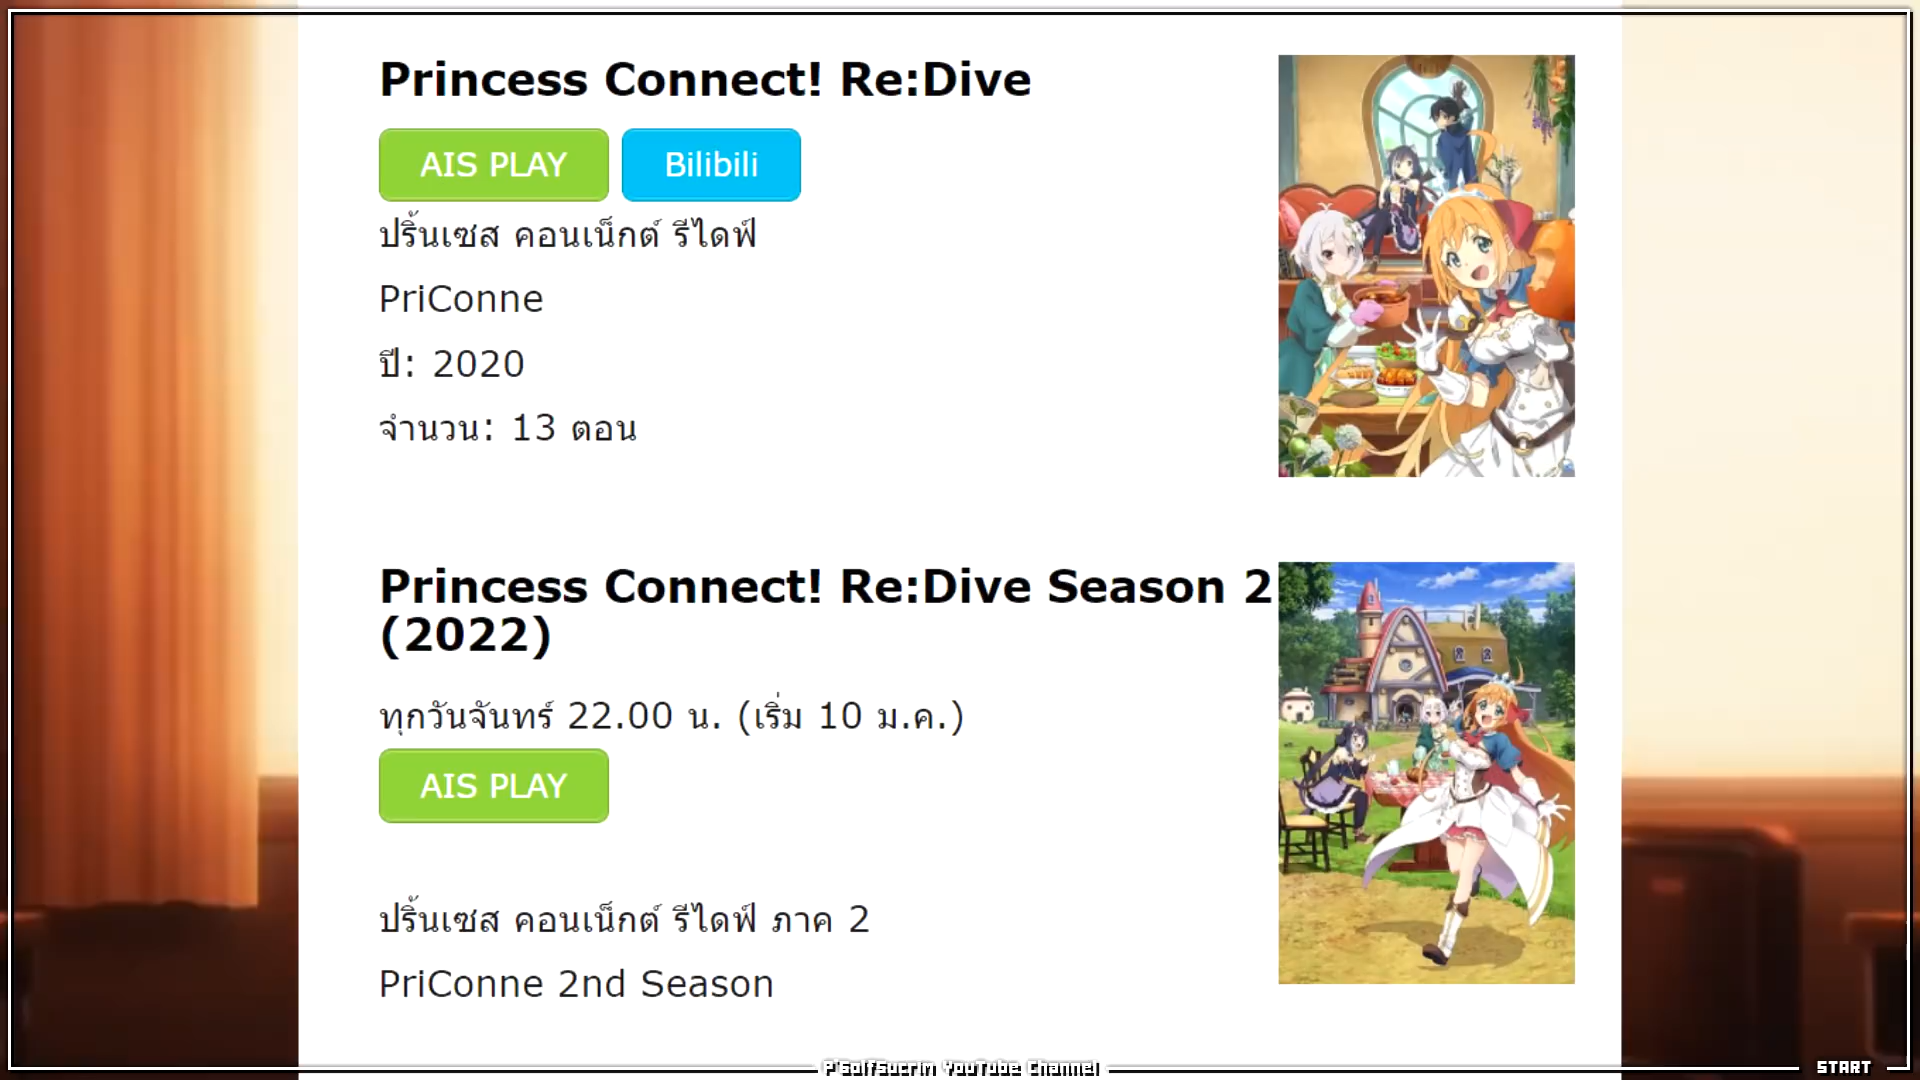 Princess Connect! Re:Dive
AIS PLAY
Bilibili
ปริ้นเซส คอนเน็กต์ รีไดฟ์
PriConne
ปี: 2020
จำนวน: 13 ตอน
Princess Connect! Re:Dive Season 2
(2022)
ทุกวันจันทร์ 22.00 น. (เริ่ม 10 ม.ค.)
AIS PLAY
ปริ้นเซส คอนเน็กต์ รีไดฟ์ ภาค 2
PriConne 2nd Season
P'GolfSucrin YouTube Channel
START